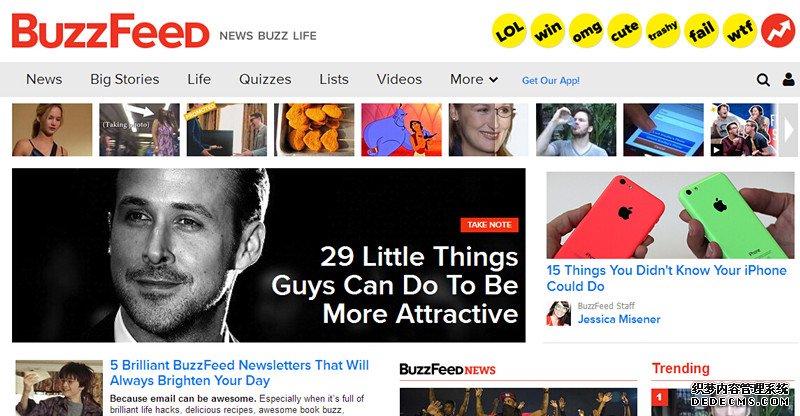 BuzzFeed NEWS BUZZ LIFE
LOL win omg cute trashy fail wtf
News Big Stories Life Quizzes Lists Videos More Get Our App!
(Taking photo)
TAKE NOTE
29 Little Things
Guys Can Do To Be
More Attractive
15 Things You Didn't Know Your iPhone
Could Do
BuzzFeed Staff
Jessica Misener
5 Brilliant BuzzFeed Newsletters That Will
Always Brighten Your Day
Because email can be awesome. Especially when it's full of
brilliant life hacks, delicious recipes, awesome book buzz,
BuzzFeed NEWS
Trending
1
织梦内容管理系统
DEDECMS.COM